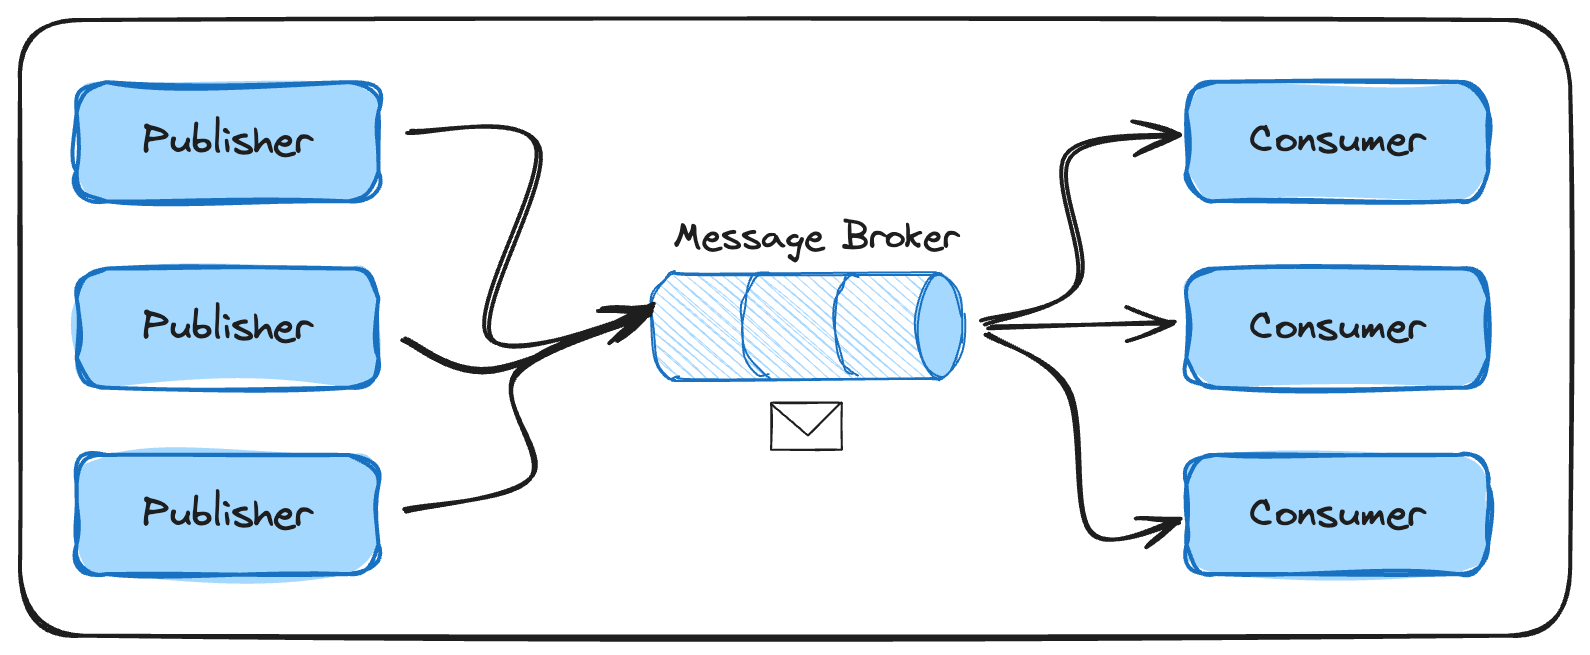 Publisher
Consumer
Message Broker
Publisher
Consumer
Publisher
Consumer